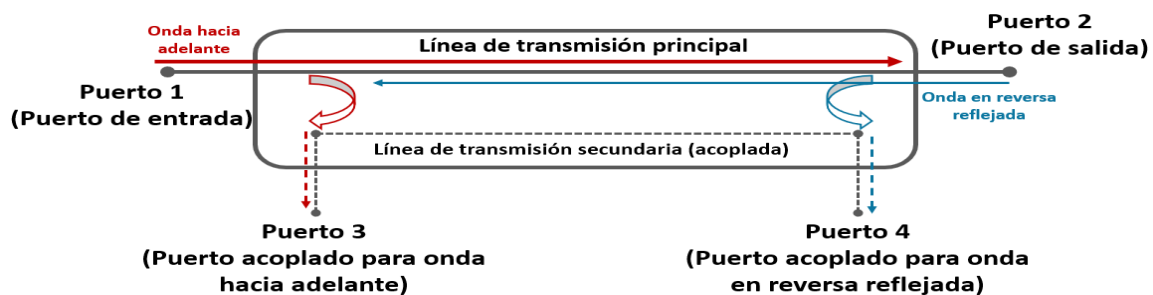 Onda hacia
adelante
Línea de transmisión principal
Puerto 2
(Puerto de salida)
Puerto 1
(Puerto de entrada)
Onda en reversa
reflejada
Línea de transmisión secundaria (acoplada)
Puerto 3
(Puerto acoplado para onda
hacia adelante)
Puerto 4
(Puerto acoplado para onda
en reversa reflejada)